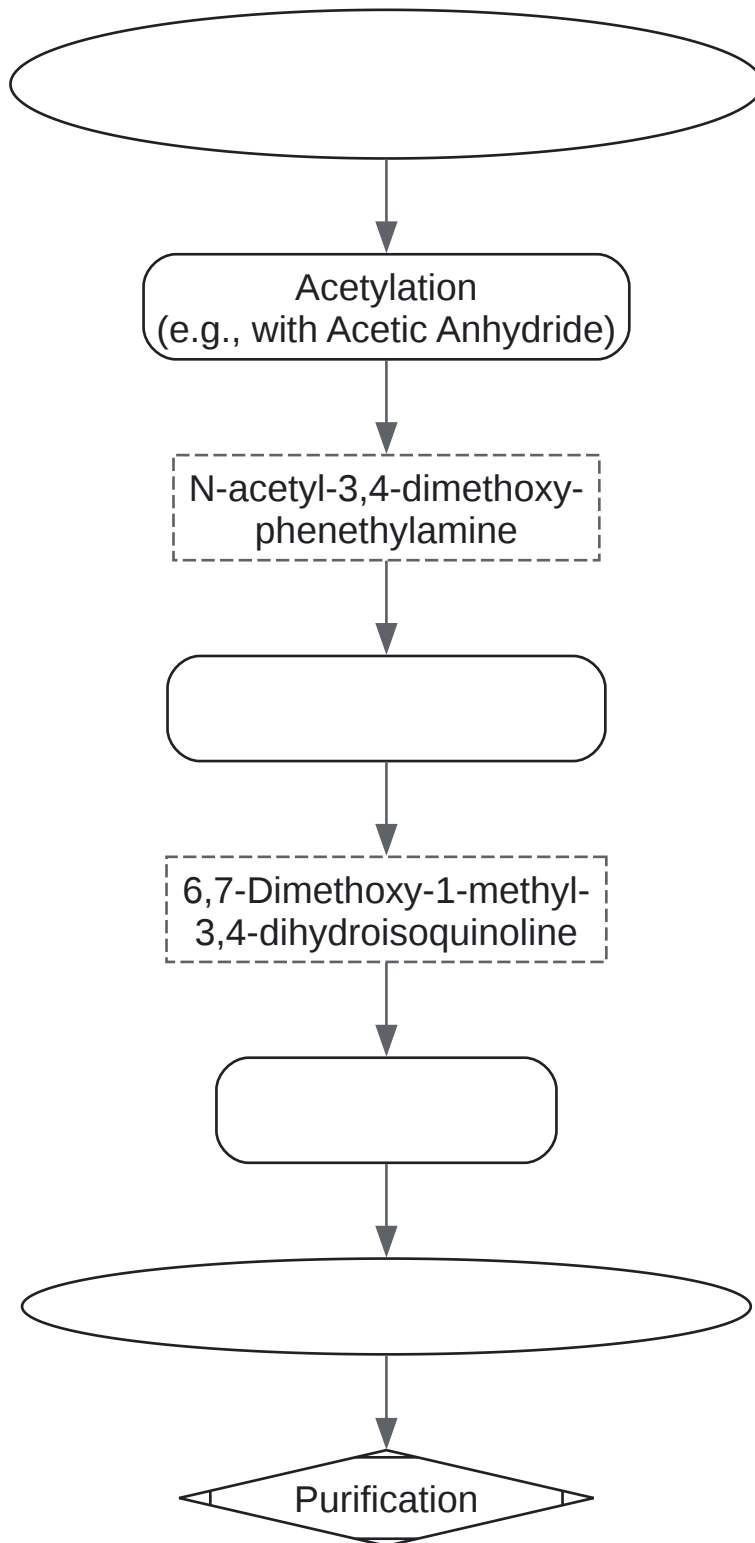 Acetylation
(e.g., with Acetic Anhydride)
N-acetyl-3,4-dimethoxy-
phenethylamine
6,7-Dimethoxy-1-methyl-
3,4-dihydroisoquinoline
Purification